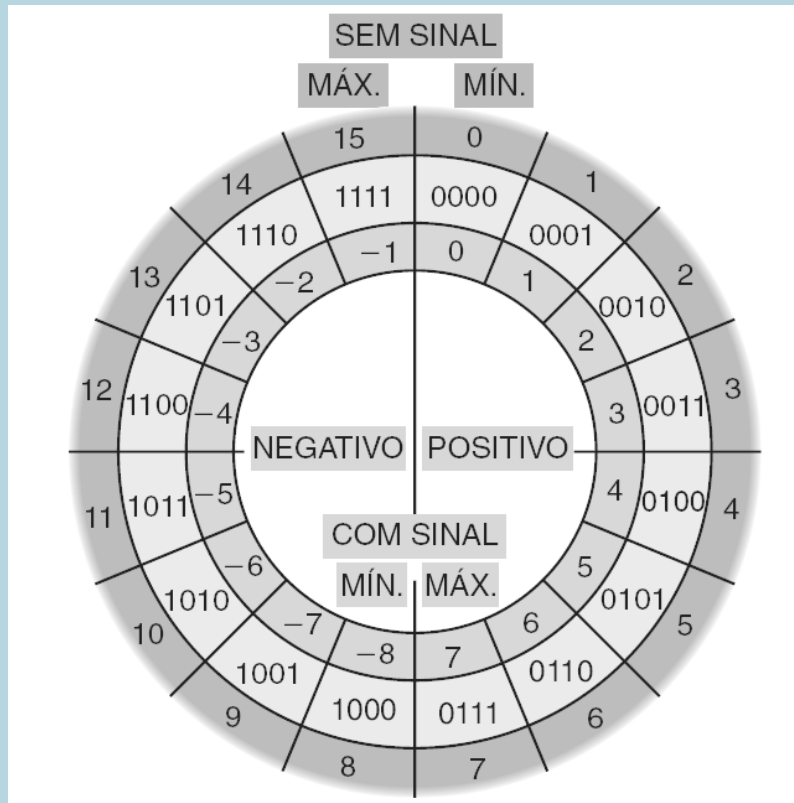 SEM SINAL
MÁX. MÍN.
15 0
14 1
1111 0000
1110 0001
−1 0
13 −2 1 2
1101 0010
−3 2
12 1100 −4 3 0011 3
NEGATIVO POSITIVO
11 1011 −5 4 0100 4
COM SINAL
−6 5
MÍN. MÁX.
1010 0101
10 −7 6 5
−8 7
1001 0110
1000 0111
9 6
8 7